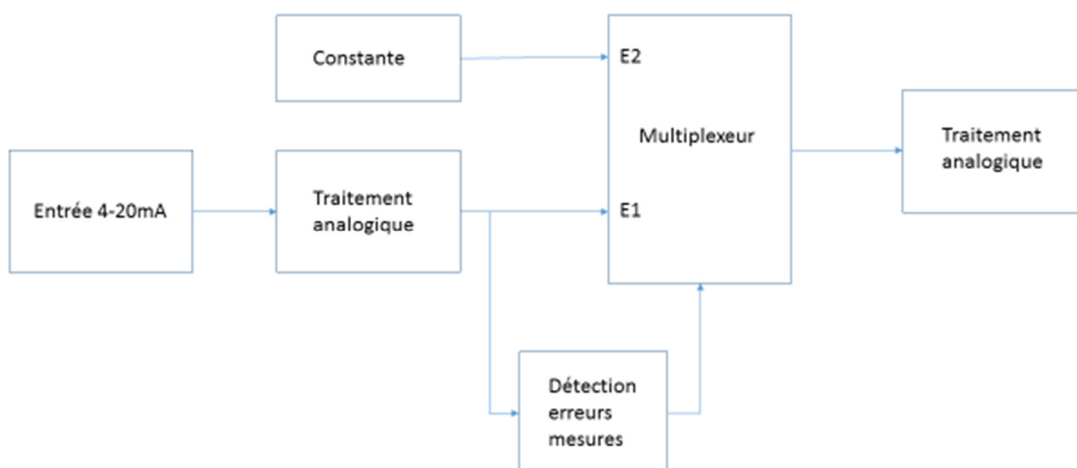 Constante
E2
Multiplexeur
Traitement
analogique
Entrée 4-20mA
Traitement
analogique
E1
Détection
erreurs
mesures